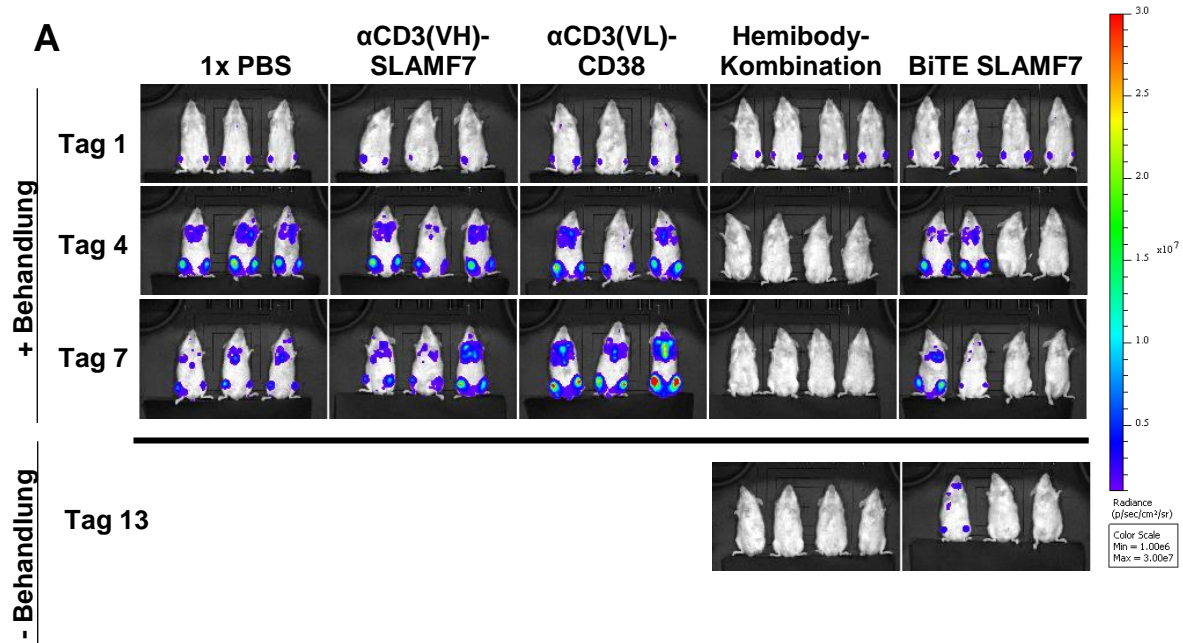 A
1x PBS
αCD3(VH)-
SLAMF7
αCD3(VL)-
CD38
Hemibody-
Kombination
BiTE SLAMF7
+ Behandlung
Tag 1
Tag 4
Tag 7
- Behandlung
Tag 13
3.0
2.0
x10⁷
1.5
1.0
0.5
Radiance
(p/sec/cm²/sr)
Color Scale
Min = 1.00e6
Max = 3.00e7